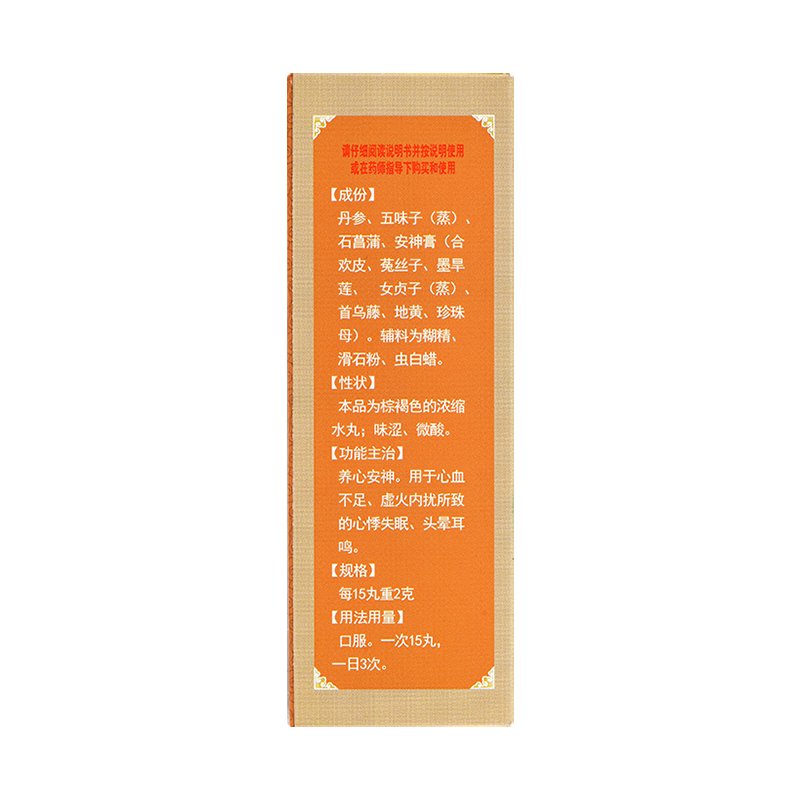 请仔细阅读说明书并按说明使用
或在药师指导下购买和使用
【成份】
丹参、五味子（蒸）、
石菖蒲、安神膏（合
欢皮、菟丝子、墨旱
莲、 女贞子（蒸）、
首乌藤、地黄、珍珠
母）。辅料为糊精、
滑石粉、虫白蜡。
【性状】
本品为棕褐色的浓缩
水丸；味涩、微酸。
【功能主治】
养心安神。用于心血
不足、虚火内扰所致
的心悸失眠、头晕耳
鸣。
【规格】
每15丸重2克
【用法用量】
口服。一次15丸，
一日3次。